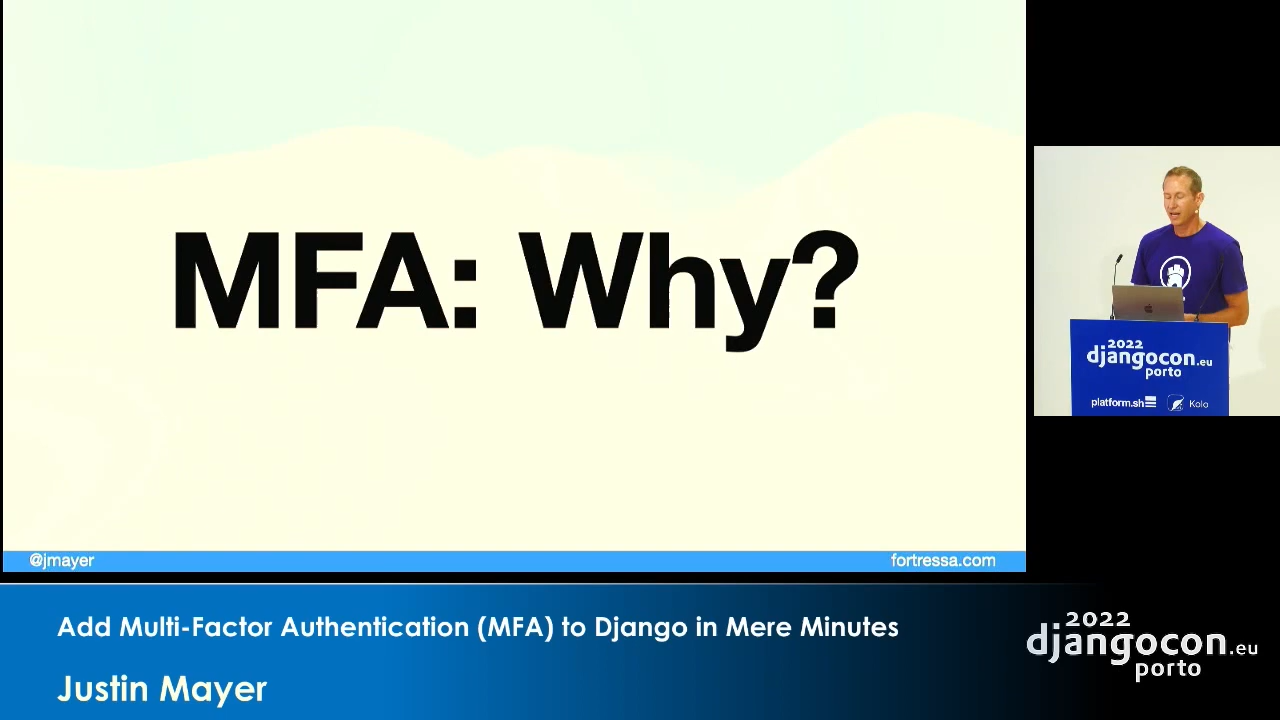 MFA: Why?
@jmayer
fortressa.com
2022
djangocon.eu
porto
platform.sh
Kolo
Add Multi-Factor Authentication (MFA) to Django in Mere Minutes
Justin Mayer
2022
djangocon.eu
porto